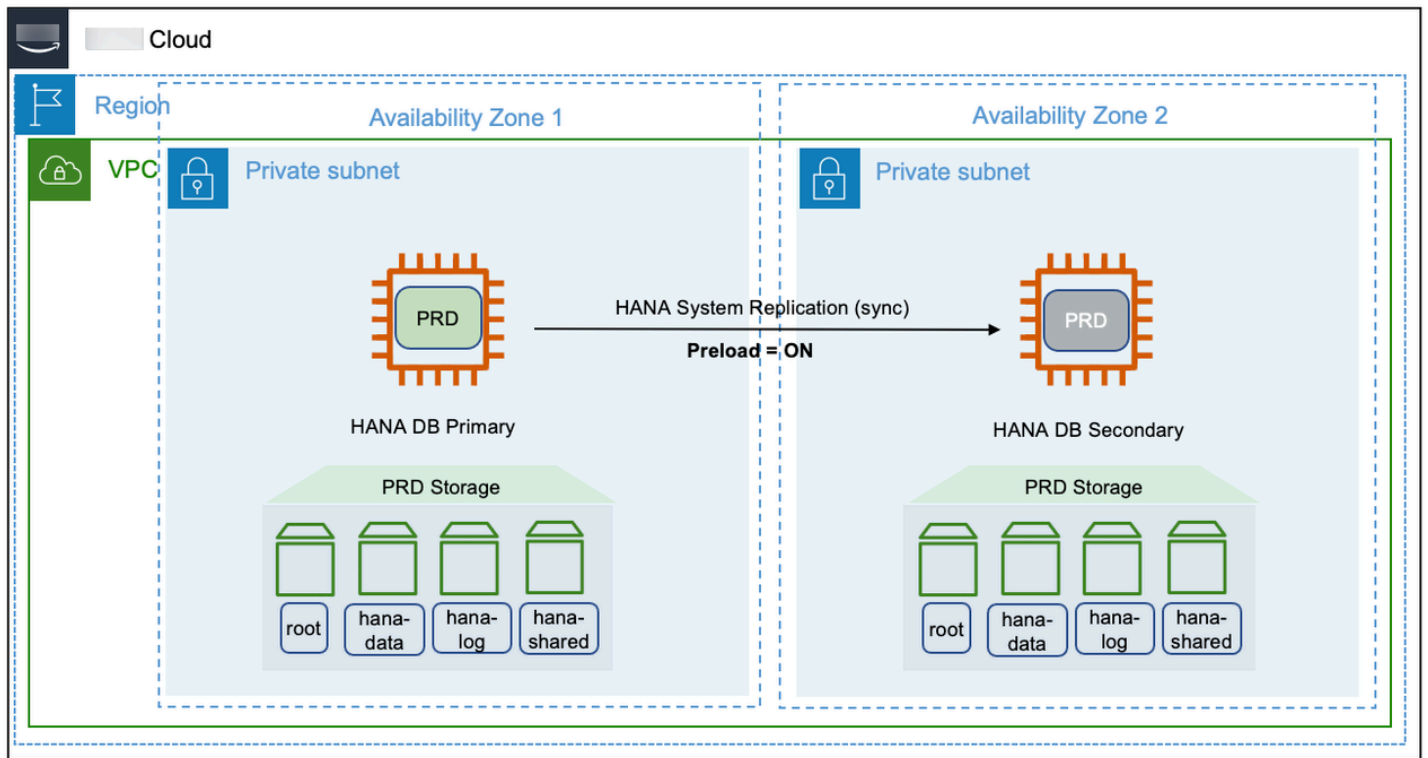 Cloud
Region
Availability Zone 1
Availability Zone 2
VPC
Private subnet
Private subnet
PRD
HANA System Replication (sync)
Preload = ON
PRD
HANA DB Primary
HANA DB Secondary
PRD Storage
root
hana-
data
hana-
log
hana-
shared
PRD Storage
root
hana-
data
hana-
log
hana-
shared